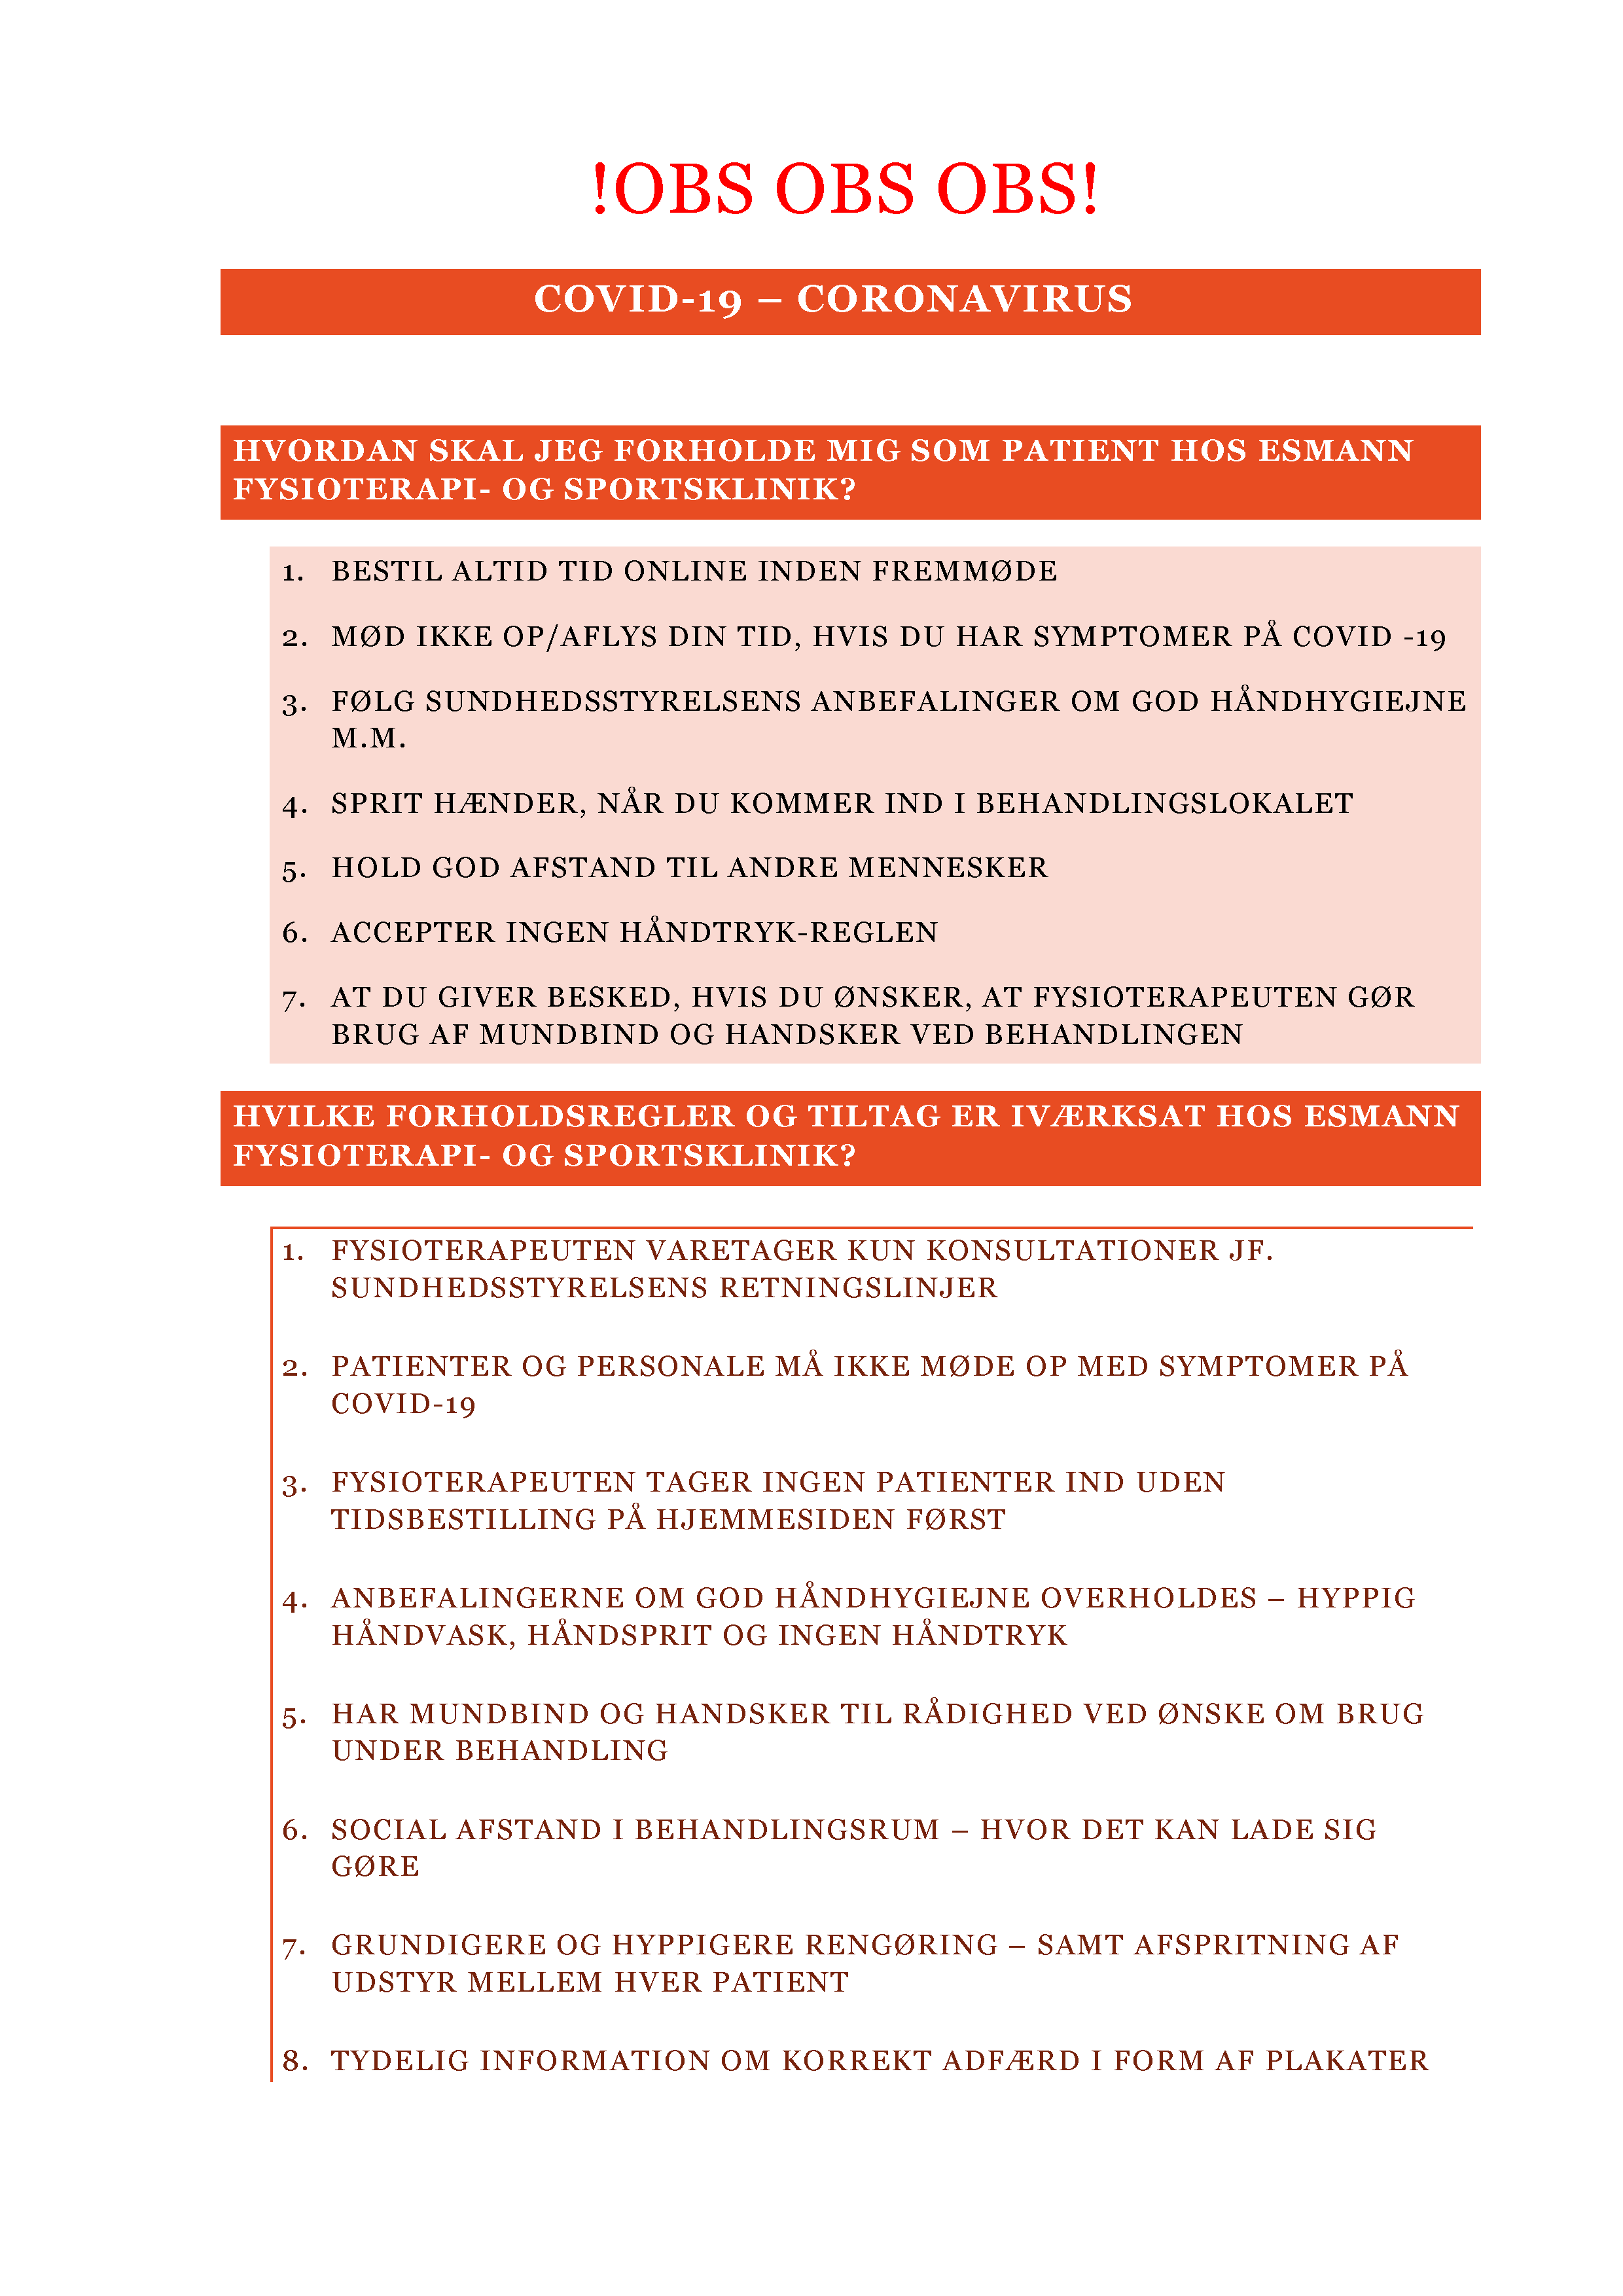 !OBS OBS OBS!
COVID-19 – CORONAVIRUS
HVORDAN SKAL JEG FORHOLDE MIG SOM PATIENT HOS ESMANN
FYSIOTERAPI- OG SPORTSKLINIK?
1. BESTIL ALTID TID ONLINE INDEN FREMMØDE
2. MØD IKKE OP/AFLYS DIN TID, HVIS DU HAR SYMPTOMER PÅ COVID -19
3. FØLG SUNDHEDSSTYRELSENS ANBEFALINGER OM GOD HÅNDHYGIEJNE
M.M.
4. SPRIT HÆNDER, NÅR DU KOMMER IND I BEHANDLINGSLOKALET
5. HOLD GOD AFSTAND TIL ANDRE MENNESKER
6. ACCEPTER INGEN HÅNDTRYK-REGLEN
7. AT DU GIVER BESKED, HVIS DU ØNSKER, AT FYSIOTERAPEUTEN GØR
BRUG AF MUNDBIND OG HANDSKER VED BEHANDLINGEN
HVILKE FORHOLDSREGLER OG TILTAG ER IVÆRKSAT HOS ESMANN
FYSIOTERAPI- OG SPORTSKLINIK?
1. FYSIOTERAPEUTEN VARETAGER KUN KONSULTATIONER JF.
SUNDHEDSSTYRELSENS RETNINGSLINJER
2. PATIENTER OG PERSONALE MÅ IKKE MØDE OP MED SYMPTOMER PÅ
COVID-19
3. FYSIOTERAPEUTEN TAGER INGEN PATIENTER IND UDEN
TIDSBESTILLING PÅ HJEMMESIDEN FØRST
4. ANBEFALINGERNE OM GOD HÅNDHYGIEJNE OVERHOLDES – HYPPIG
HÅNDVASK, HÅNDSPRIT OG INGEN HÅNDTRYK
5. HAR MUNDBIND OG HANDSKER TIL RÅDIGHED VED ØNSKE OM BRUG
UNDER BEHANDLING
6. SOCIAL AFSTAND I BEHANDLINGSRUM – HVOR DET KAN LADE SIG
GØRE
7. GRUNDIGERE OG HYPPIGERE RENGØRING – SAMT AFSPRITNING AF
UDSTYR MELLEM HVER PATIENT
8. TYDELIG INFORMATION OM KORREKT ADFÆRD I FORM AF PLAKATER